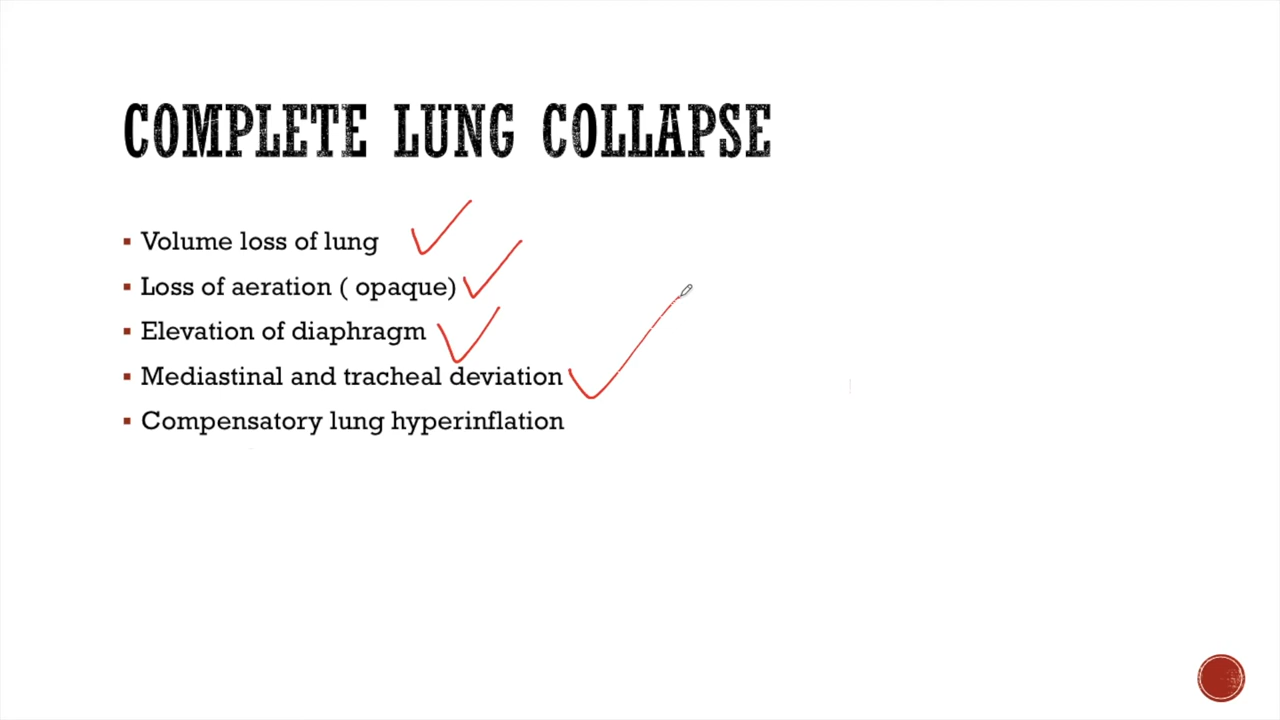 COMPLETE LUNG COLLAPSE
▪ Volume loss of lung
▪ Loss of aeration ( opaque)
▪ Elevation of diaphragm
▪ Mediastinal and tracheal deviation
▪ Compensatory lung hyperinflation